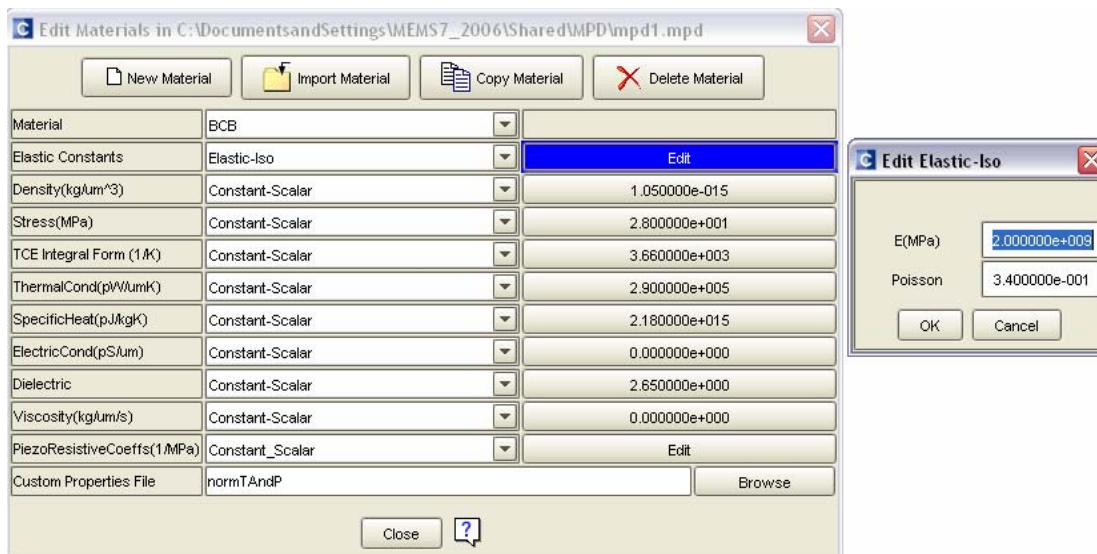 Edit Materials in C:\DocumentsandSettings\MEMS7_2006\Shared\MPD\mpd1.mpd
New Material Import Material Copy Material Delete Material
Material BCB
Elastic Constants Elastic-Iso Edit
Density(kg/um^3) Constant-Scalar 1.050000e-015
Stress(MPa) Constant-Scalar 2.800000e+001
TCE Integral Form (1/K) Constant-Scalar 3.660000e+003
ThermalCond(pW/umK) Constant-Scalar 2.900000e+005
SpecificHeat(pJ/kgK) Constant-Scalar 2.180000e+015
ElectricCond(pS/um) Constant-Scalar 0.000000e+000
Dielectric Constant-Scalar 2.650000e+000
Viscosity(kg/um/s) Constant-Scalar 0.000000e+000
PiezoResistiveCoeffs(1/MPa) Constant_Scalar Edit
Custom Properties File normTAndP Browse
Close ?
Edit Elastic-Iso
E(MPa) 2.000000e+009
Poisson 3.400000e-001
OK Cancel